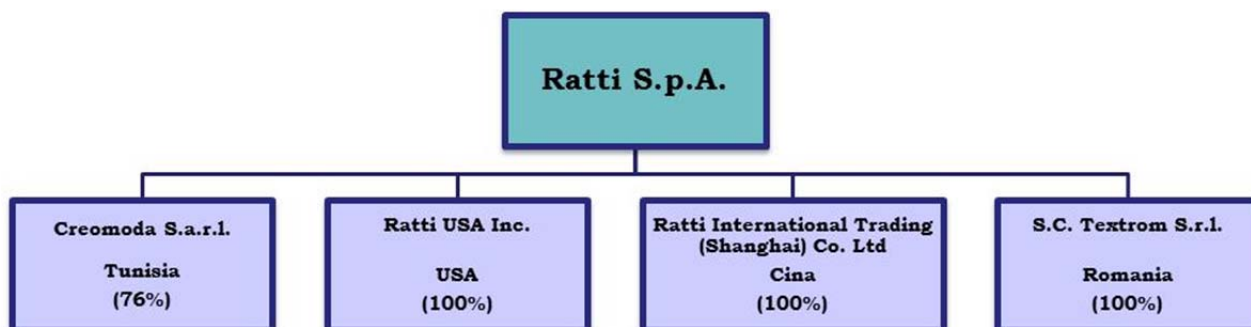 Ratti S.p.A.
Creomoda S.a.r.l.
Tunisia
(76%)
Ratti USA Inc.
USA
(100%)
Ratti International Trading
(Shanghai) Co. Ltd
Cina
(100%)
S.C. Textrom S.r.l.
Romania
(100%)